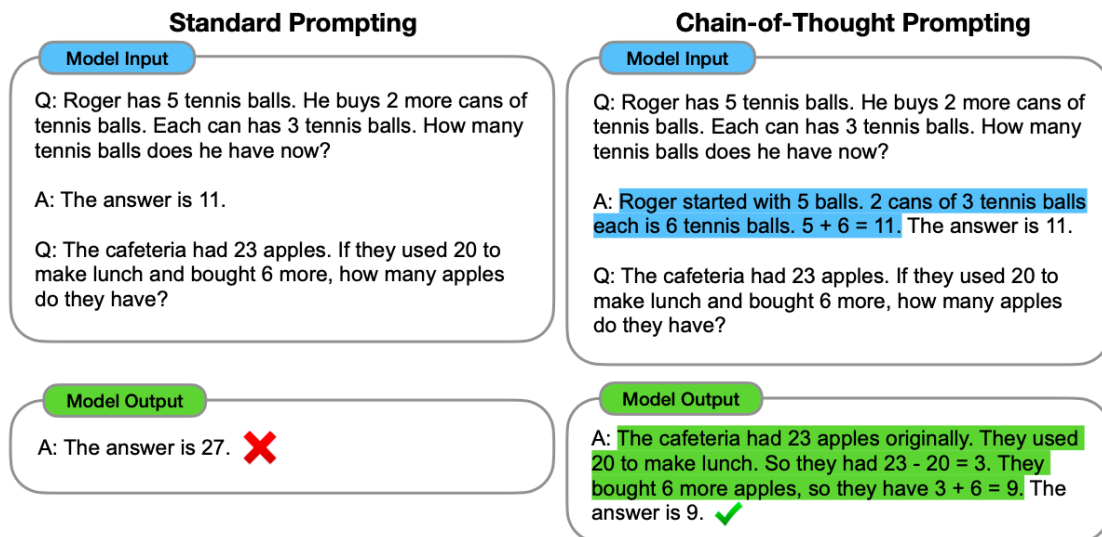 Standard Prompting
Model Input
Q: Roger has 5 tennis balls. He buys 2 more cans of
tennis balls. Each can has 3 tennis balls. How many
tennis balls does he have now?
A: The answer is 11.
Q: The cafeteria had 23 apples. If they used 20 to
make lunch and bought 6 more, how many apples
do they have?
Model Output
A: The answer is 27.
Chain-of-Thought Prompting
Model Input
Q: Roger has 5 tennis balls. He buys 2 more cans of
tennis balls. Each can has 3 tennis balls. How many
tennis balls does he have now?
A: Roger started with 5 balls. 2 cans of 3 tennis balls
each is 6 tennis balls. 5 + 6 = 11. The answer is 11.
Q: The cafeteria had 23 apples. If they used 20 to
make lunch and bought 6 more, how many apples
do they have?
Model Output
A: The cafeteria had 23 apples originally. They used
20 to make lunch. So they had 23 - 20 = 3. They
bought 6 more apples, so they have 3 + 6 = 9. The
answer is 9.